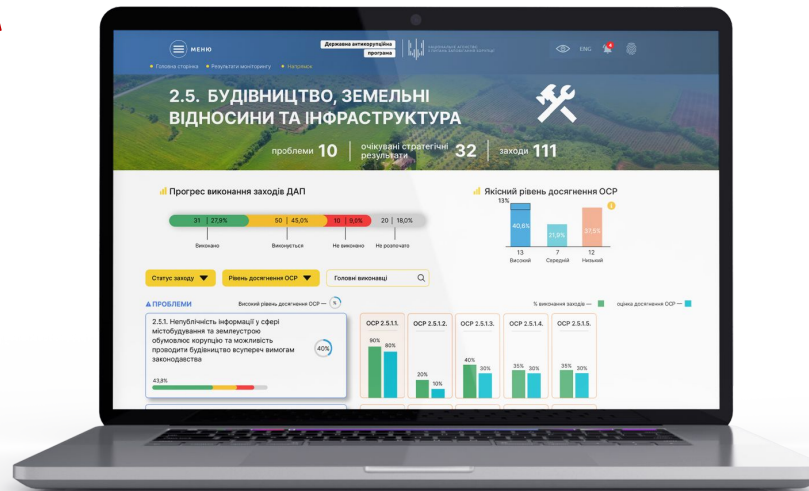 МЕНЮ
Державна антикорупційна
програма
НАЦІОНАЛЬНЕ АГЕНТСТВО
З ПИТАНЬ ЗАПОБІГАННЯ КОРУПЦІЇ
ENG
Головна сторінка
Результати моніторингу
Напрямок
2.5. БУДІВНИЦТВО, ЗЕМЕЛЬНІ
ВІДНОСИНИ ТА ІНФРАСТРУКТУРА
проблеми 10
очікувані стратегічні
результати 32
заходи 111
Прогрес виконання заходів ДАП
31 | 27,9%
50 | 45,0%
10 | 9,0%
20 | 18,0%
Виконано
Виконується
Не виконано
Не розпочато
Якісний рівень досягнення ОСР
13%
40,6%
21,9%
37,5%
13
7
12
Високий
Середній
Низький
Статус заходу
Рівень досягнення ОСР
Головні виконавці
ПРОБЛЕМИ
Високий рівень досягнення ОСР — %
% виконання заходів —
оцінка досягнення ОСР —
2.5.1. Непублічність інформації у сфері
містобудування та землеустрою
обумовлює корупцію та можливість
проводити будівництво всупереч вимогам
законодавства
40%
43,8%
ОСР 2.5.1.1.
90%
80%
ОСР 2.5.1.2.
20%
10%
ОСР 2.5.1.3.
40%
30%
ОСР 2.5.1.4.
35%
30%
ОСР 2.5.1.5.
35%
30%